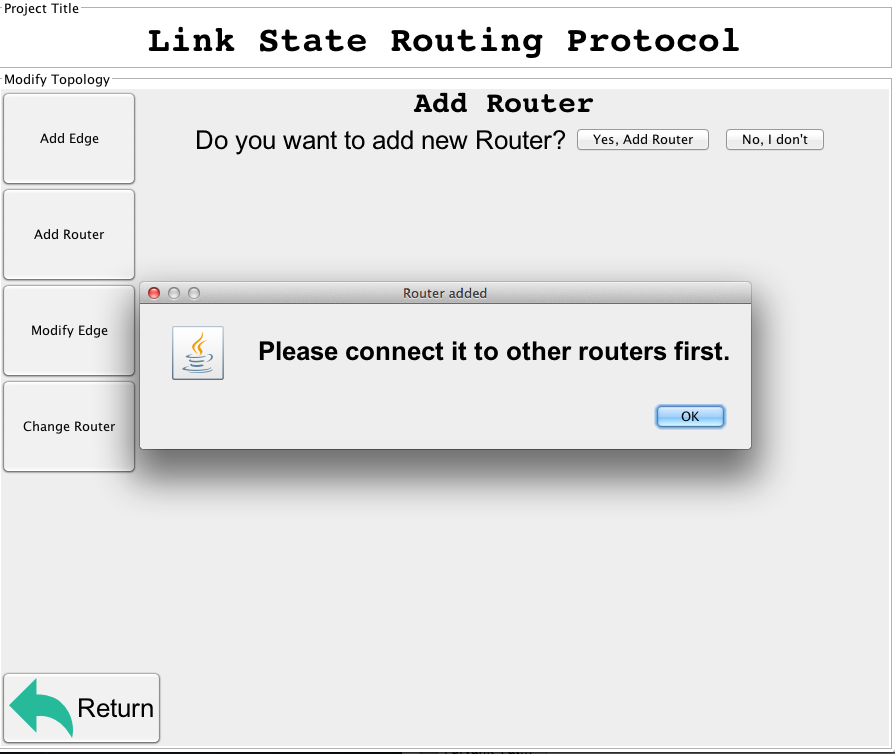 Project Title
Link State Routing Protocol
Modify Topology
Add Router
Do you want to add new Router? Yes, Add Router No, I don't
Add Edge
Add Router
Modify Edge
Change Router
Router added
Please connect it to other routers first.
OK
Return